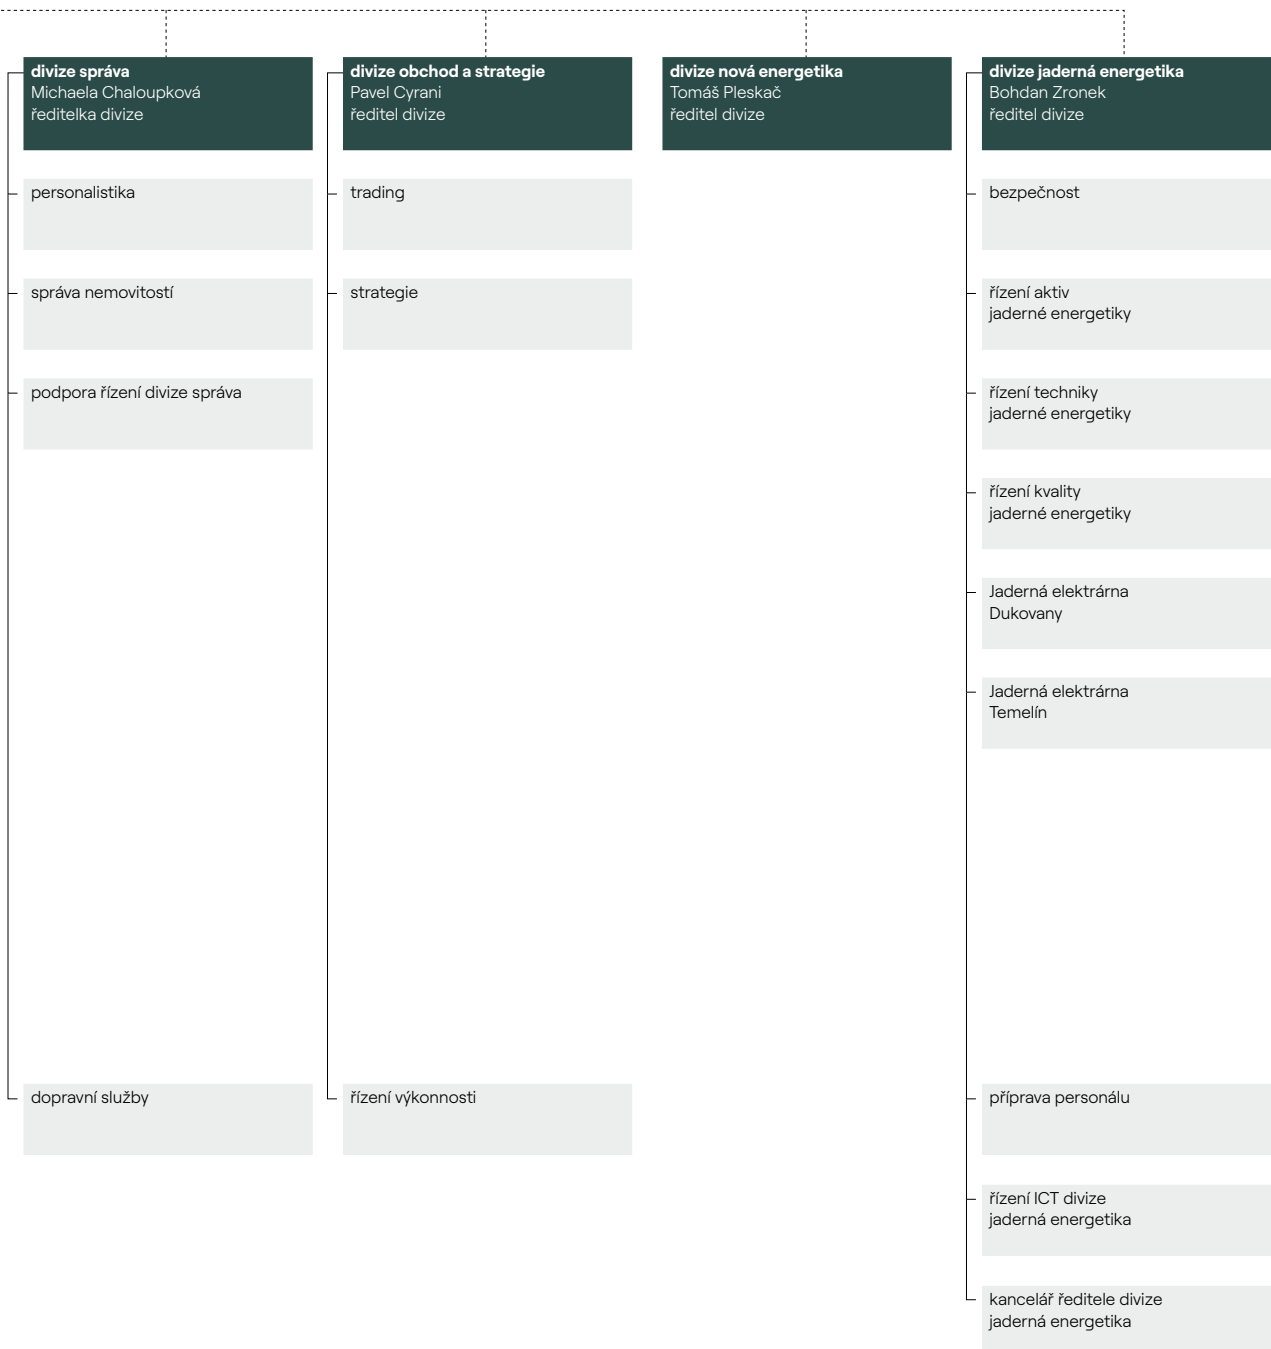 divize správa
Michaela Chaloupková
ředitelka divize
personalistika
správa nemovitostí
podpora řízení divize správa
dopravní služby
divize obchod a strategie
Pavel Cyrani
ředitel divize
trading
strategie
řízení výkonnosti
divize nová energetika
Tomáš Pleskač
ředitel divize
divize jaderná energetika
Bohdan Zronek
ředitel divize
bezpečnost
řízení aktiv
jaderné energetiky
řízení techniky
jaderné energetiky
řízení kvality
jaderné energetiky
Jaderná elektrárna
Dukovany
Jaderná elektrárna
Temelín
příprava personálu
řízení ICT divize
jaderná energetika
kancelář ředitele divize
jaderná energetika